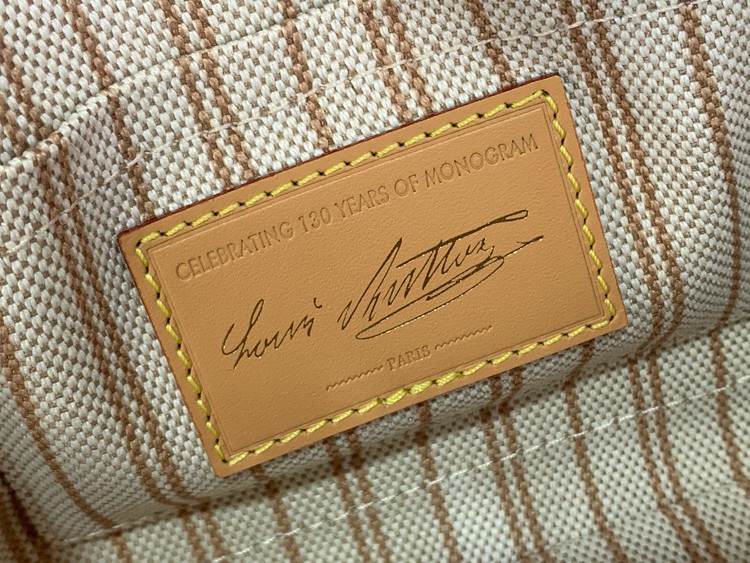 CELEBRATING 130 YEARS OF MONOGRAM
Louis Vuitton
PARIS